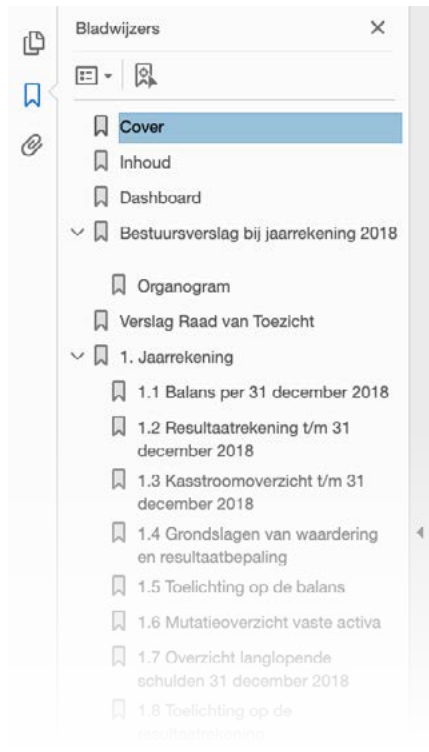 Bladwijzers
Cover
Inhoud
Dashboard
Bestuursverslag bij jaarrekening 2018
Organogram
Verslag Raad van Toezicht
1. Jaarrekening
1.1 Balans per 31 december 2018
1.2 Resultaatrekening t/m 31
december 2018
1.3 Kasstroomoverzicht t/m 31
december 2018
1.4 Grondslagen van waardering
en resultaatbepaling
1.5 Toelichting op de balans
1.6 Mutatieoverzicht vaste activa
1.7 Overzicht langlopende
schulden 31 december 2018
1.8 Toelichting op de